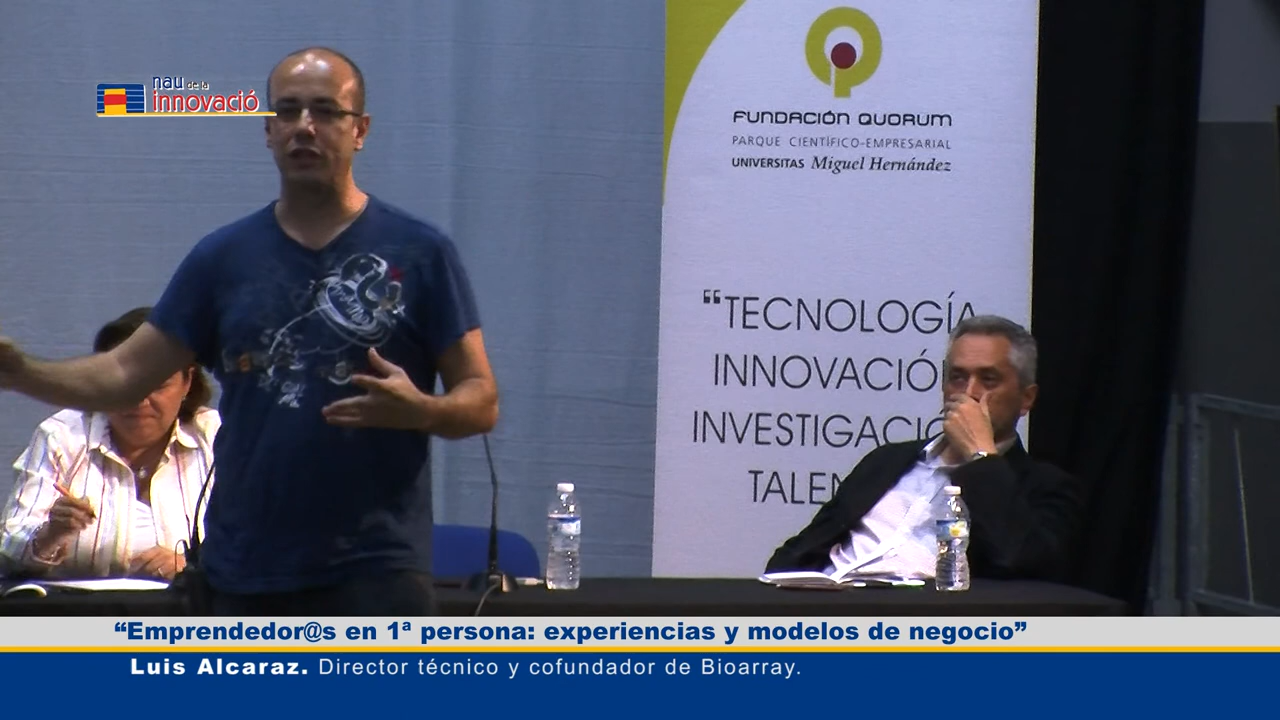 nau de la
innovació
FUNDACIÓN QUORUM
PARQUE CIENTÍFICO-EMPRESARIAL
UNIVERSITAS Miguel Hernández
“TECNOLOGÍA
INNOVACIÓN
INVESTIGACIÓ
TALEN
“Emprendedor@s en 1ª persona: experiencias y modelos de negocio”
Luis Alcaraz. Director técnico y cofundador de Bioarray.